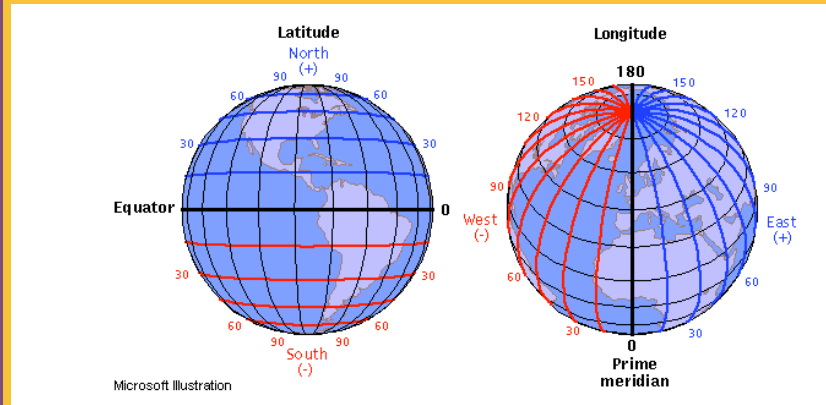 Latitude
North
(+)
90 90
60 60
30 30
Equator 0
30 30
60 60
90 90
South
(-)
Longitude
180
150 150
120 120
90 90
West
(-)
East
(+)
60 60
30 30
0
Prime
meridian
Microsoft Illustration